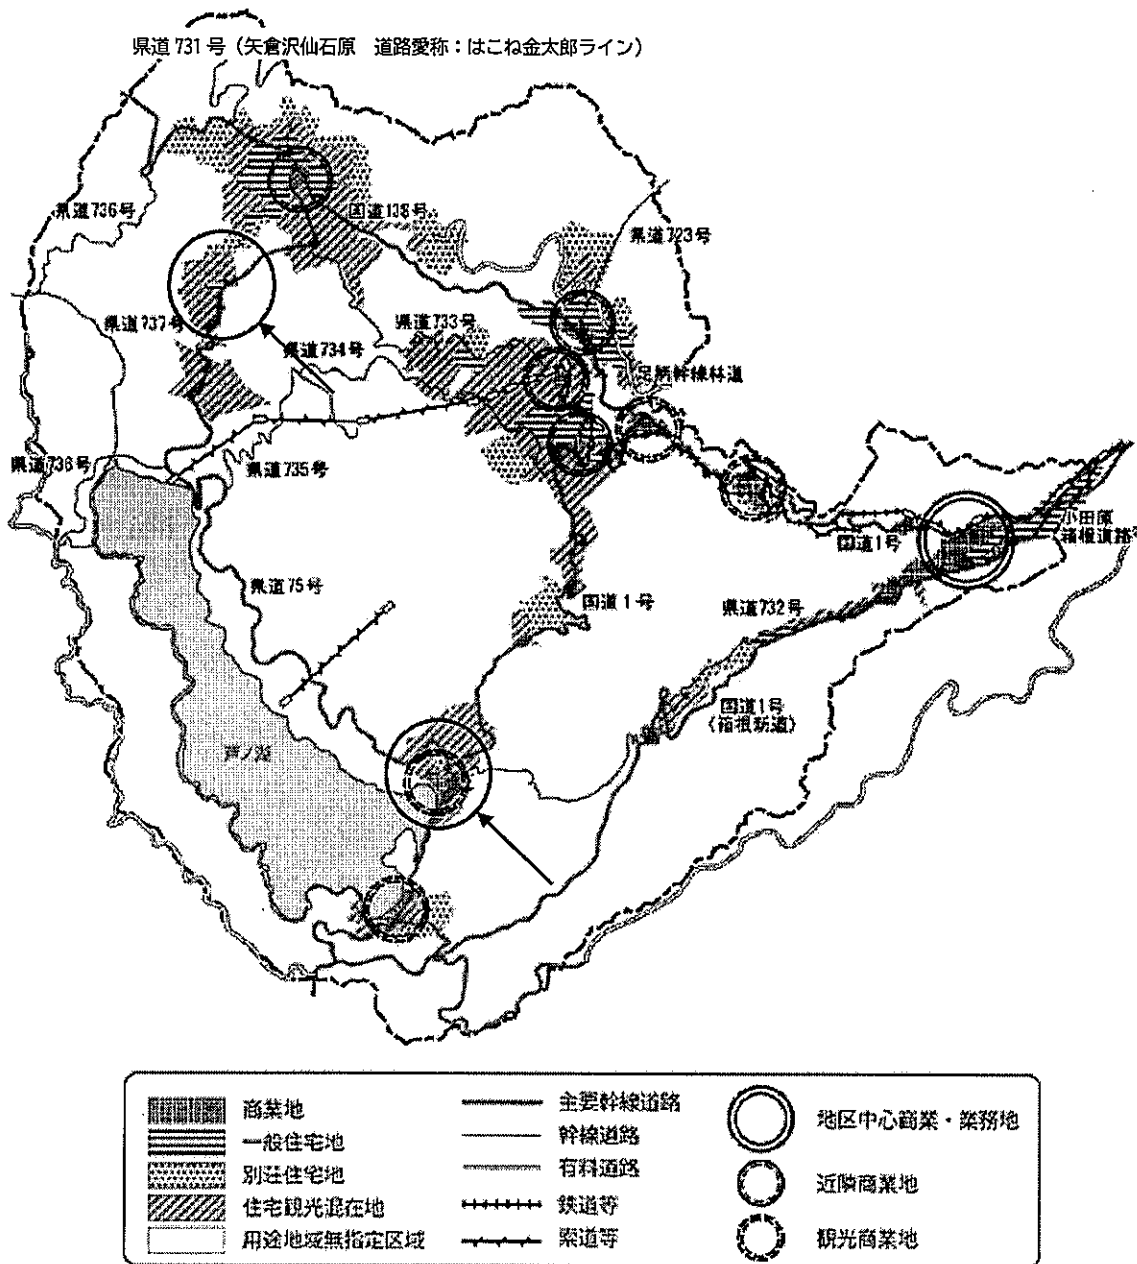 県道731号（矢倉沢仙石原　道路愛称：はこね金太郎ライン）
県道736号
国道138号
県道723号
県道737号
県道733号
県道734号
足柄幹線林道
県道736号
県道735号
小田原
箱根道路
国道1号
県道75号
国道1号
県道732号
国道1号
（箱根新道）
芦ノ湖
商業地
一般住宅地
別荘住宅地
住宅観光混在地
用途地域無指定区域
主要幹線道路
幹線道路
有料道路
鉄道等
索道等
地区中心商業・業務地
近隣商業地
観光商業地